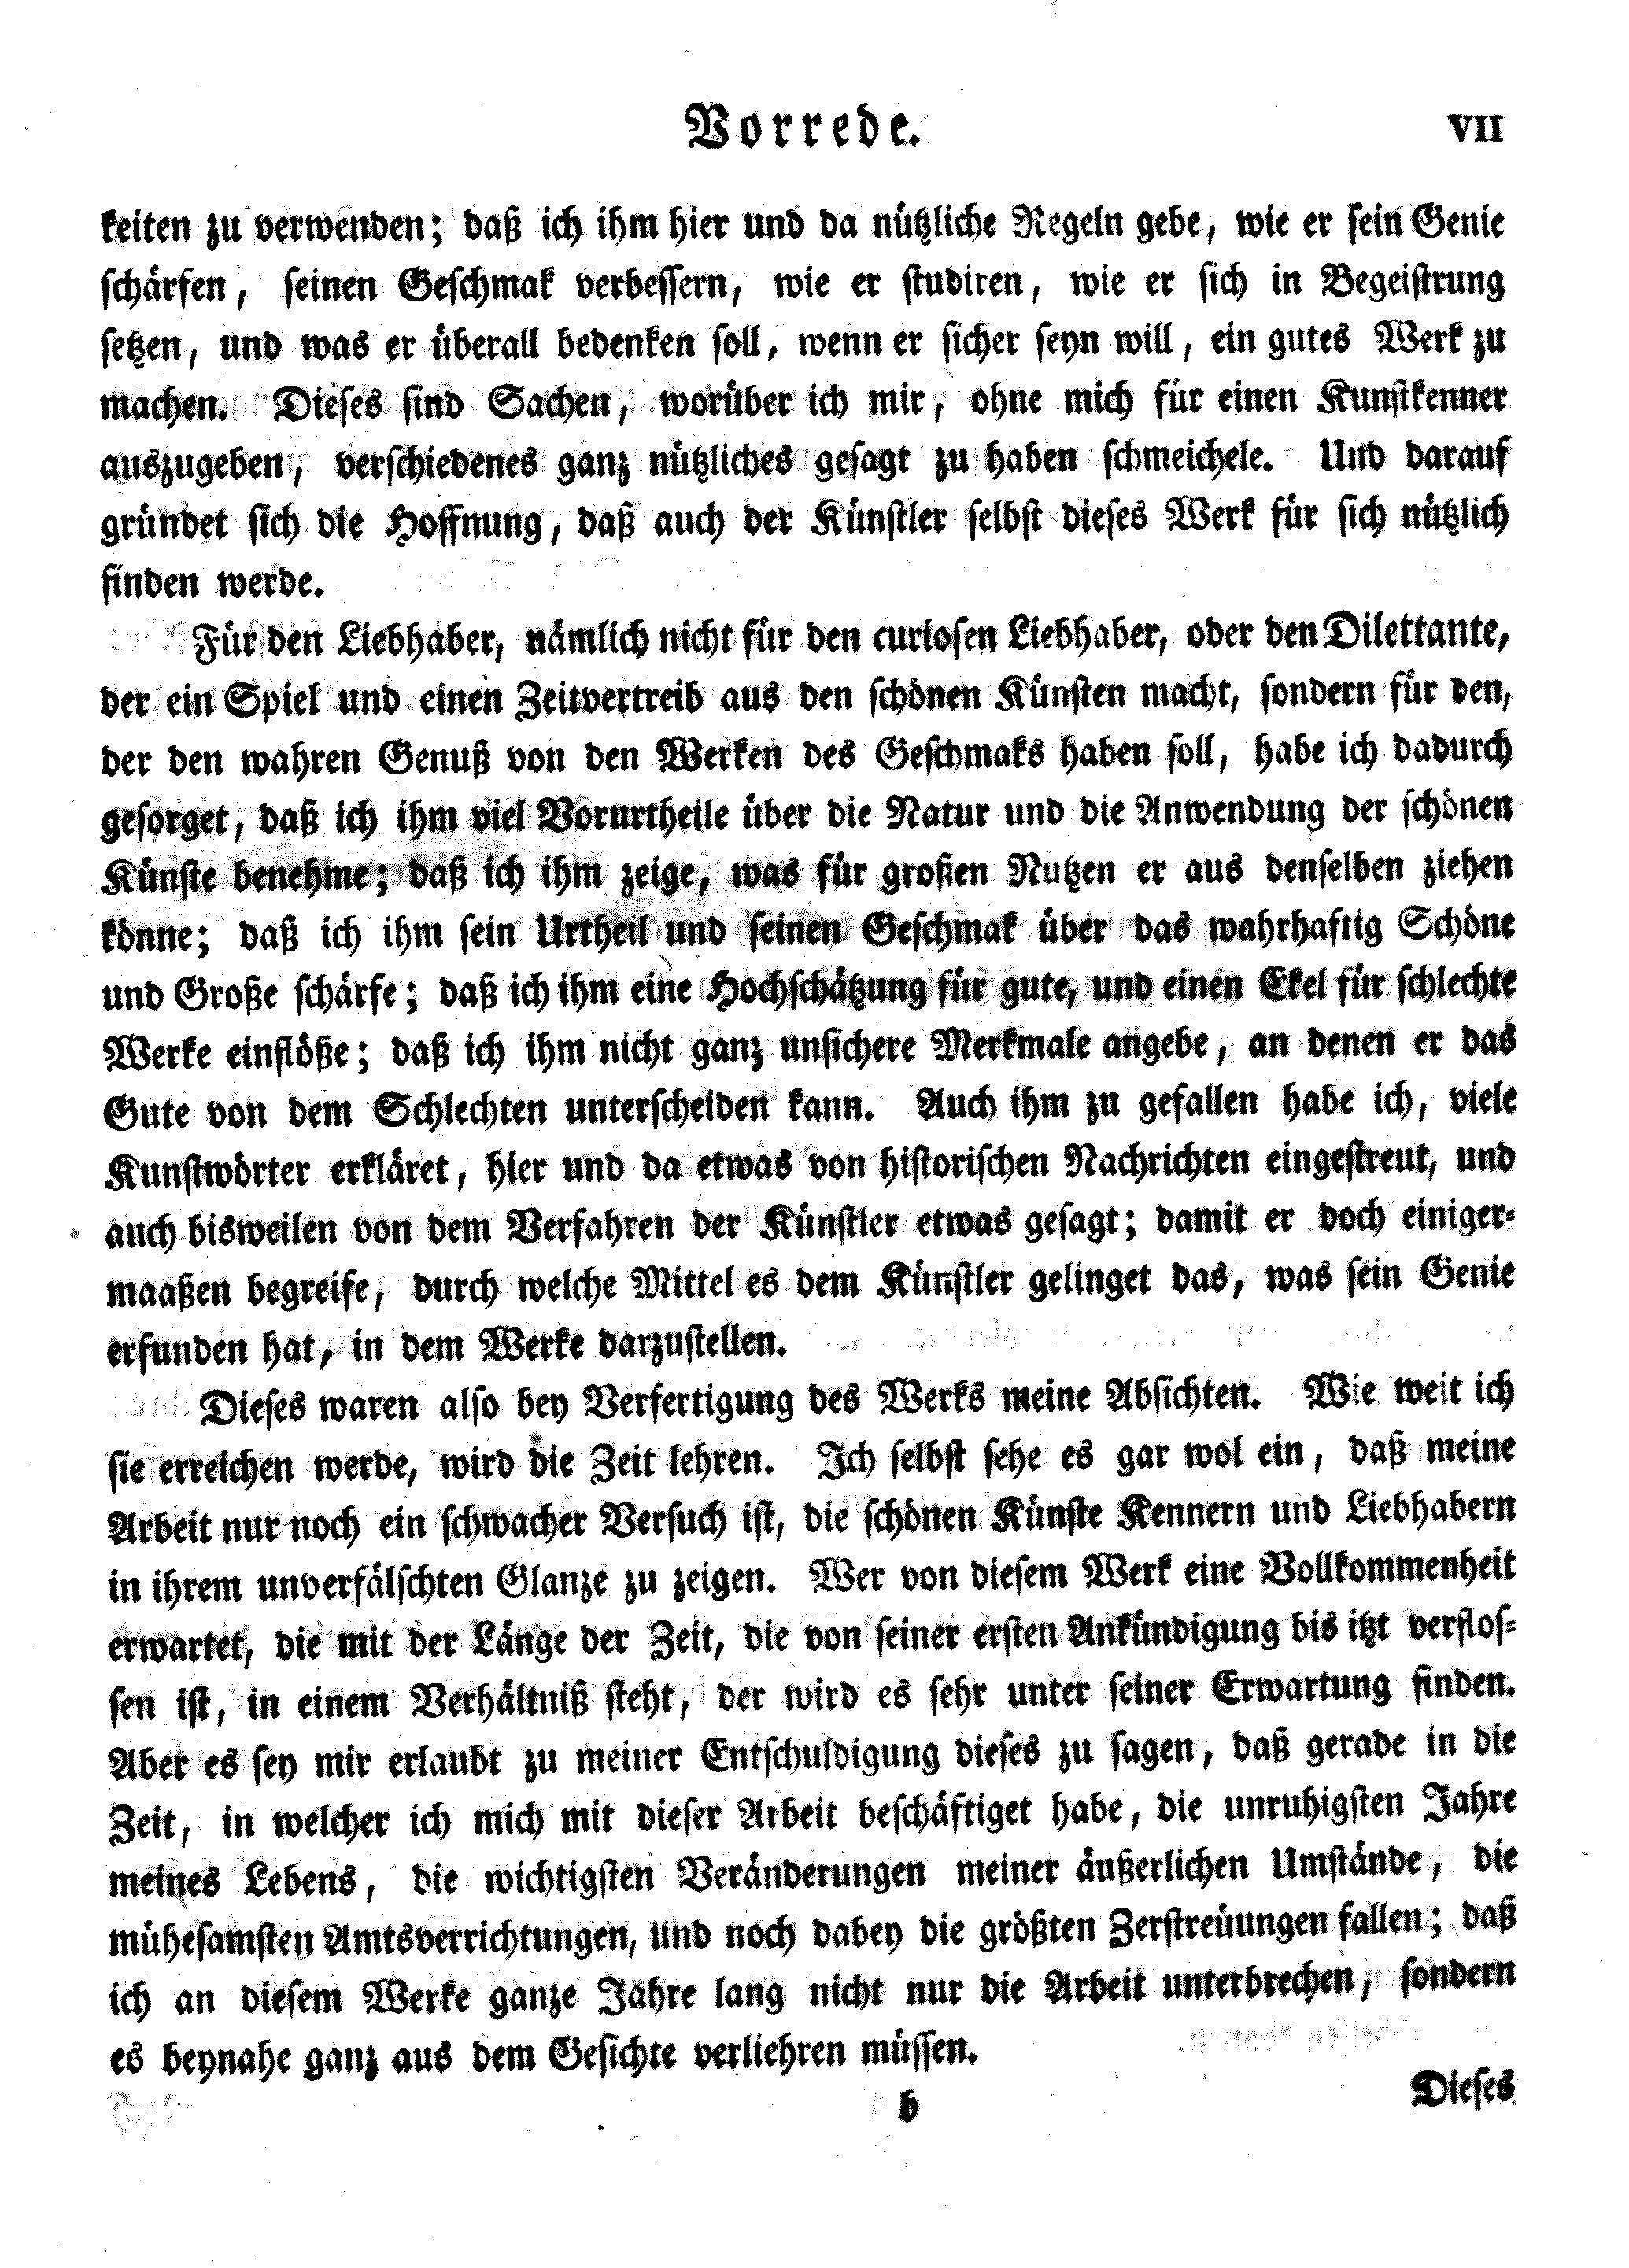 Vorrede. VII
keiten zu verwenden; daß ich ihm hier und da nützliche Regeln gebe, wie er sein Genie
schärfen, seinen Geschmak verbessern, wie er studiren, wie er sich in Begeistrung
setzen, und was er überall bedenken soll, wenn er sicher seyn will, ein gutes Werk zu
machen. Dieses sind Sachen, worüber ich mir, ohne mich für einen Kunstkenner
auszugeben, verschiedenes ganz nützliches gesagt zu haben schmeichele. Und darauf
gründet sich die Hoffnung, daß auch der Künstler selbst dieses Werk für sich nützlich
finden werde.
Für den Liebhaber, nämlich nicht für den curiosen Liebhaber, oder den Dilettante,
der ein Spiel und einen Zeitvertreib aus den schönen Künsten macht, sondern für den,
der den wahren Genuß von den Werken des Geschmaks haben soll, habe ich dadurch
gesorget, daß ich ihm viel Vorurtheile über die Natur und die Anwendung der schönen
Künste benehme; daß ich ihm zeige, was für großen Nutzen er aus denselben ziehen
könne; daß ich ihm sein Urtheil und seinen Geschmak über das wahrhaftig Schöne
und Große schärfe; daß ich ihm eine Hochschätzung für gute, und einen Ekel für schlechte
Werke einflöße; daß ich ihm nicht ganz unsichere Merkmale angebe, an denen er das
Gute von dem Schlechten unterscheiden kann. Auch ihm zu gefallen habe ich, viele
Kunstwörter erkläret, hier und da etwas von historischen Nachrichten eingestreut, und
auch bisweilen von dem Verfahren der Künstler etwas gesagt; damit er doch einiger-
maaßen begreife, durch welche Mittel es dem Künstler gelinget das, was sein Genie
erfunden hat, in dem Werke darzustellen.
Dieses waren also bey Verfertigung des Werks meine Absichten. Wie weit ich
sie erreichen werde, wird die Zeit lehren. Ich selbst sehe es gar wol ein, daß meine
Arbeit nur noch ein schwacher Versuch ist, die schönen Künste Kennern und Liebhabern
in ihrem unverfälschten Glanze zu zeigen. Wer von diesem Werk eine Vollkommenheit
erwartet, die mit der Länge der Zeit, die von seiner ersten Ankündigung bis itzt verflos-
sen ist, in einem Verhältniß steht, der wird es sehr unter seiner Erwartung finden.
Aber es sey mir erlaubt zu meiner Entschuldigung dieses zu sagen, daß gerade in die
Zeit, in welcher ich mich mit dieser Arbeit beschäftiget habe, die unruhigsten Jahre
meines Lebens, die wichtigsten Veränderungen meiner äußerlichen Umstände, die
mühesamsten Amtsverrichtungen, und noch dabey die größten Zerstreüungen fallen; daß
ich an diesem Werke ganze Jahre lang nicht nur die Arbeit unterbrechen, sondern
es beynahe ganz aus dem Gesichte verliehren müssen.
b Dieses